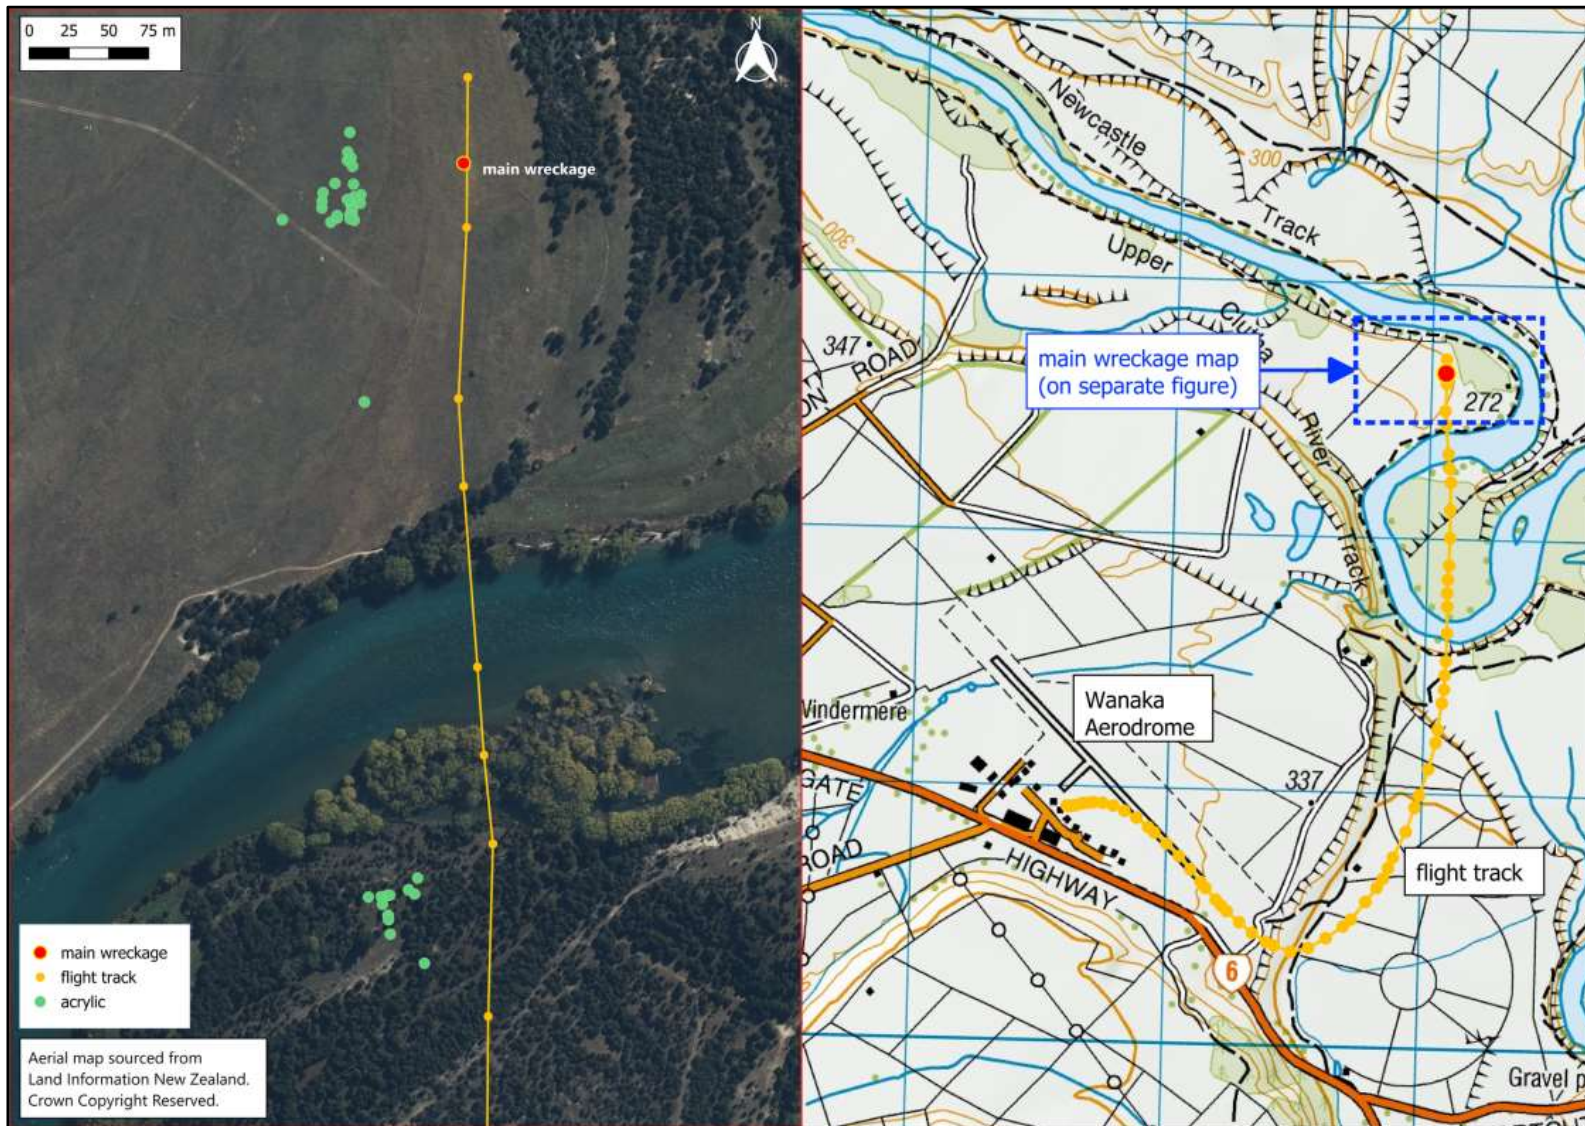 0 25 50 75 m
N
main wreckage
main wreckage
flight track
acrylic
Aerial map sourced from
Land Information New Zealand.
Crown Copyright Reserved.
Newcastle
Track
300
300
Upper
Clutha
River
Track
347
ROAD
ON
main wreckage map
(on separate figure)
272
Wanaka
Aerodrome
Windermere
337
GATE
ROAD
HIGHWAY
6
flight track
Gravel p